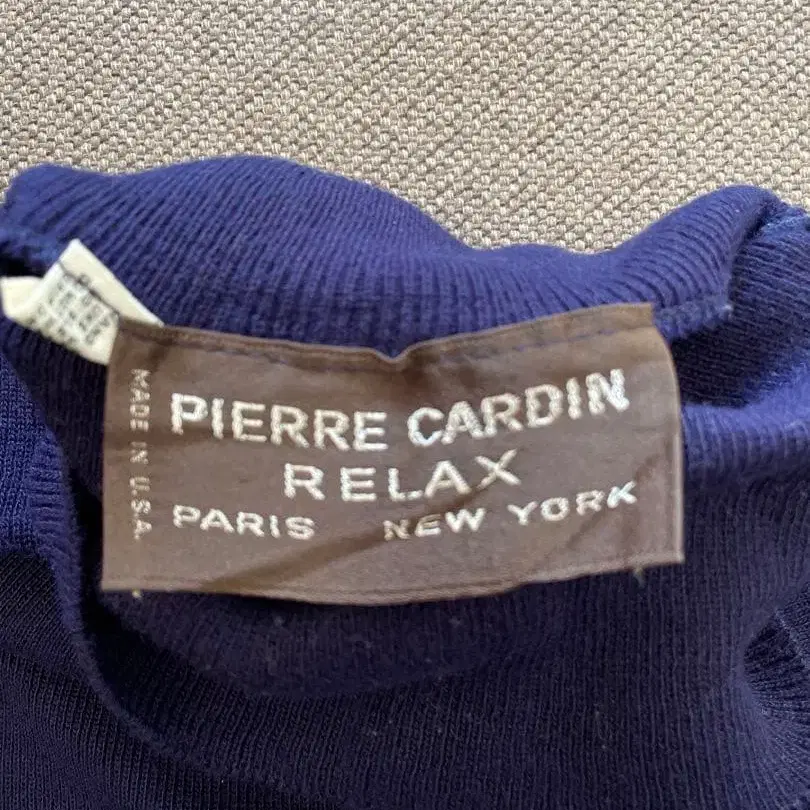 PIERRE CARDIN
RELAX
PARIS NEW YORK
MADE IN U.S.A.